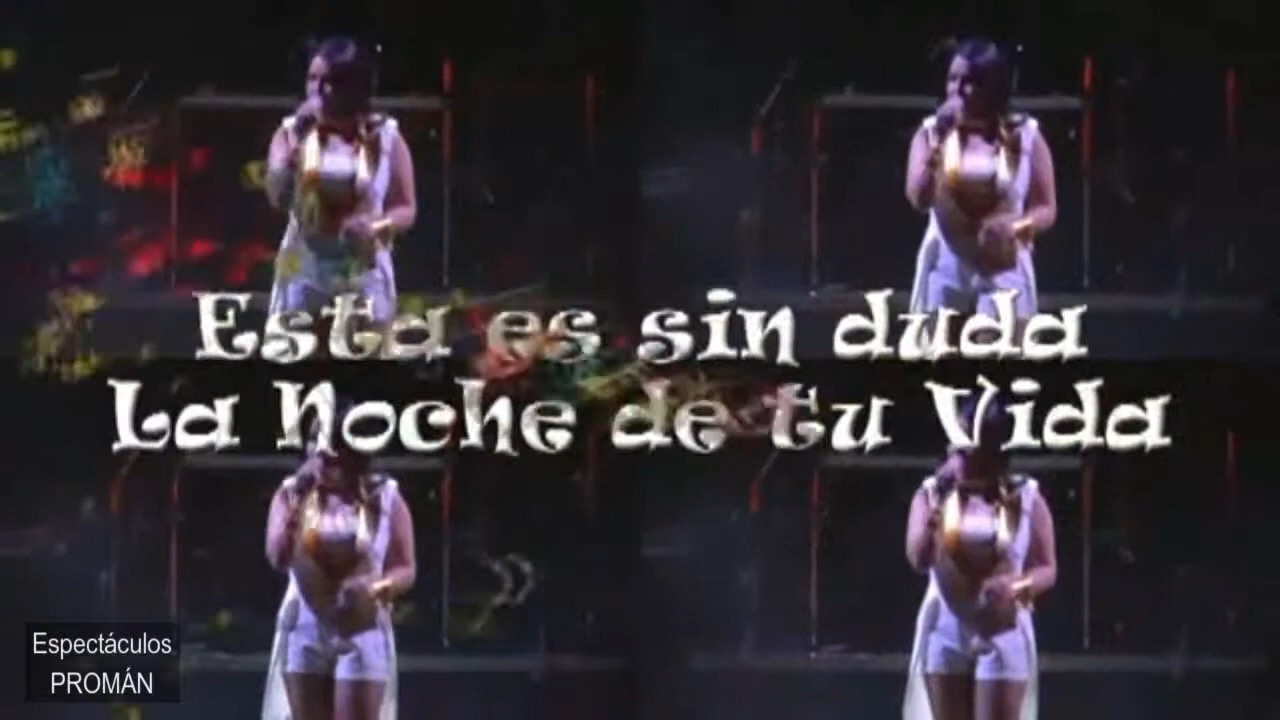 Esta es sin duda
La Noche de tu Vida
Espectáculos
PROMÁN